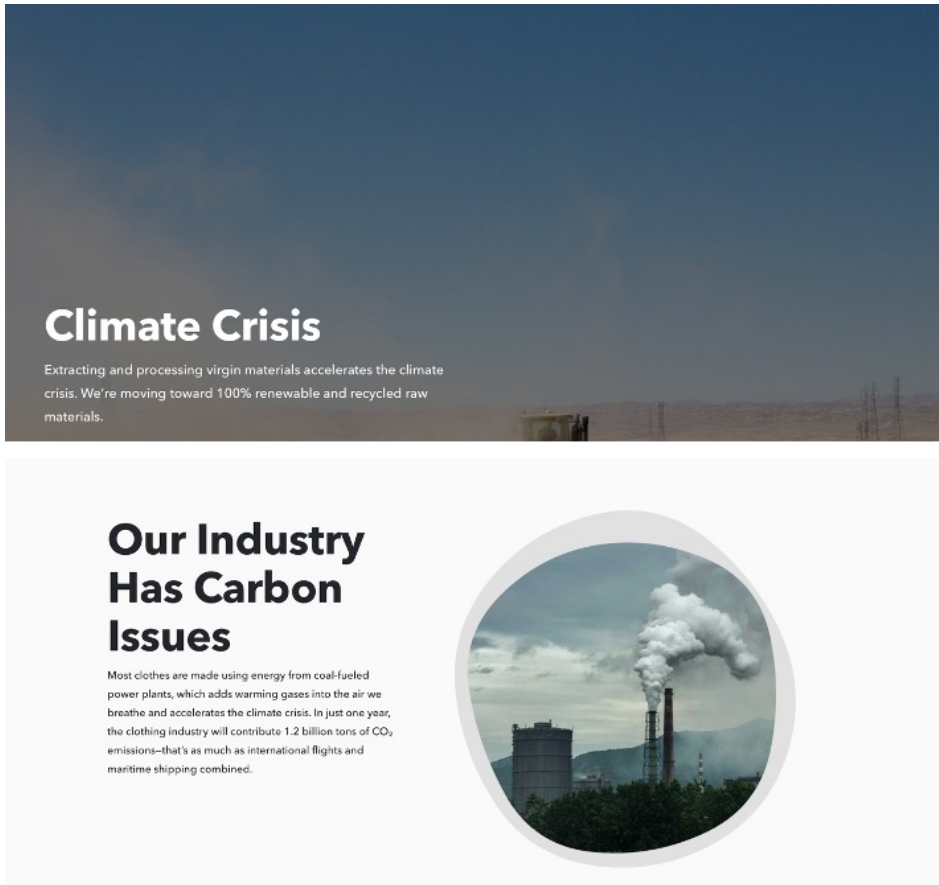 Climate Crisis
Extracting and processing virgin materials accelerates the climate
crisis. We're moving toward 100% renewable and recycled raw
materials.
Our Industry
Has Carbon
Issues
Most clothes are made using energy from coal-fueled
power plants, which adds warming gases into the air we
breathe and accelerates the climate crisis. In just one year,
the clothing industry will contribute 1.2 billion tons of CO₂
emissions—that's as much as international flights and
maritime shipping combined.